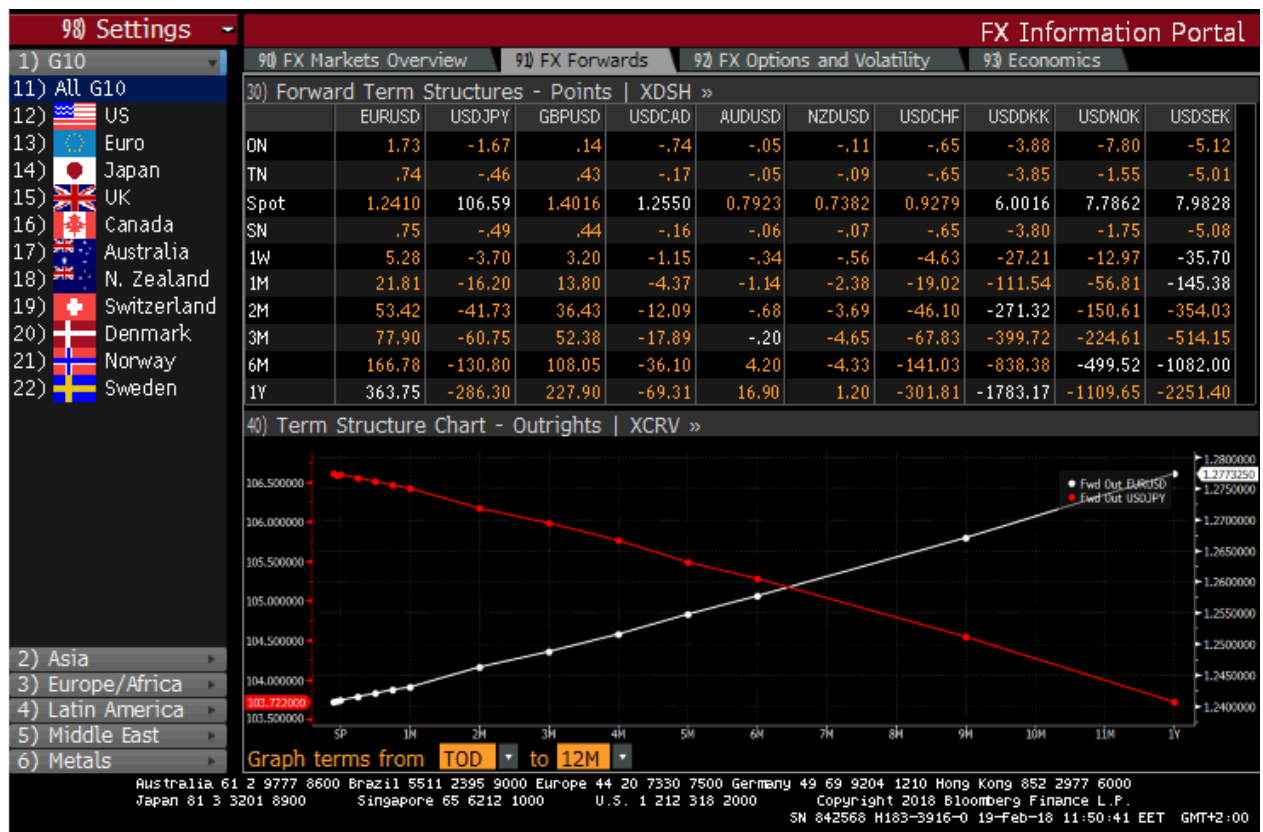 98) Settings
FX Information Portal
1) G10
90) FX Markets Overview 91) FX Forwards 92) FX Options and Volatility 93) Economics
11) All G10
12) US
13) Euro
14) Japan
15) UK
16) Canada
17) Australia
18) N. Zealand
19) Switzerland
20) Denmark
21) Norway
22) Sweden
2) Asia
3) Europe/Africa
4) Latin America
5) Middle East
6) Metals
30) Forward Term Structures - Points | XDSH »
EURUSD USDJPY GBPUSD USDCAD AUDUSD NZDUSD USDCHF USDDKK USDNOK USDSEK
ON 1.73 -1.67 .14 -.74 -.05 -.11 -.65 -3.88 -7.80 -5.12
TN .74 -.46 .43 -.17 -.05 -.09 -.65 -3.85 -1.55 -5.01
Spot 1.2410 106.59 1.4016 1.2550 0.7923 0.7382 0.9279 6.0016 7.7862 7.9828
SN .75 -.49 .44 -.16 -.06 -.07 -.65 -3.80 -1.75 -5.08
1W 5.28 -3.70 3.20 -1.15 -.34 -.56 -4.63 -27.21 -12.97 -35.70
1M 21.81 -16.20 13.80 -4.37 -1.14 -2.38 -19.02 -111.54 -56.81 -145.38
2M 53.42 -41.73 36.43 -12.09 -.68 -3.69 -46.10 -271.32 -150.61 -354.03
3M 77.90 -60.75 52.38 -17.89 -.20 -4.65 -67.83 -399.72 -224.61 -514.15
6M 166.78 -130.80 108.05 -36.10 4.20 -4.33 -141.03 -838.38 -499.52 -1082.00
1Y 363.75 -286.30 227.90 -69.31 16.90 1.20 -301.81 -1783.17 -1109.65 -2251.40
40) Term Structure Chart - Outrights | XCRV »
106.500000
106.000000
105.500000
105.000000
104.500000
104.000000
103.722000
103.500000
Fwd Out EURUSD
Fwd Out USDJPY
1.2800000
1.2773250
1.2750000
1.2700000
1.2650000
1.2600000
1.2550000
1.2500000
1.2450000
1.2400000
SP 1M 2M 3M 4M 5M 6M 7M 8M 9M 10M 11M 1Y
Graph terms from TOD to 12M
Australia 61 2 9777 8600 Brazil 5511 2395 9000 Europe 44 20 7330 7500 Germany 49 69 9204 1210 Hong Kong 852 2977 6000
Japan 81 3 3201 8900 Singapore 65 6212 1000 U.S. 1 212 318 2000 Copyright 2018 Bloomberg Finance L.P.
SN 842568 H183-3916-0 19-Feb-18 11:50:41 EET GMT+2:00